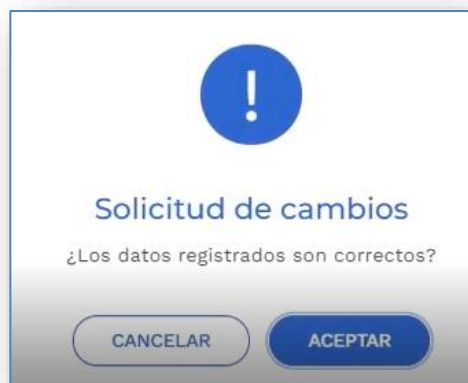 !
Solicitud de cambios
¿Los datos registrados son correctos?
CANCELAR
ACEPTAR